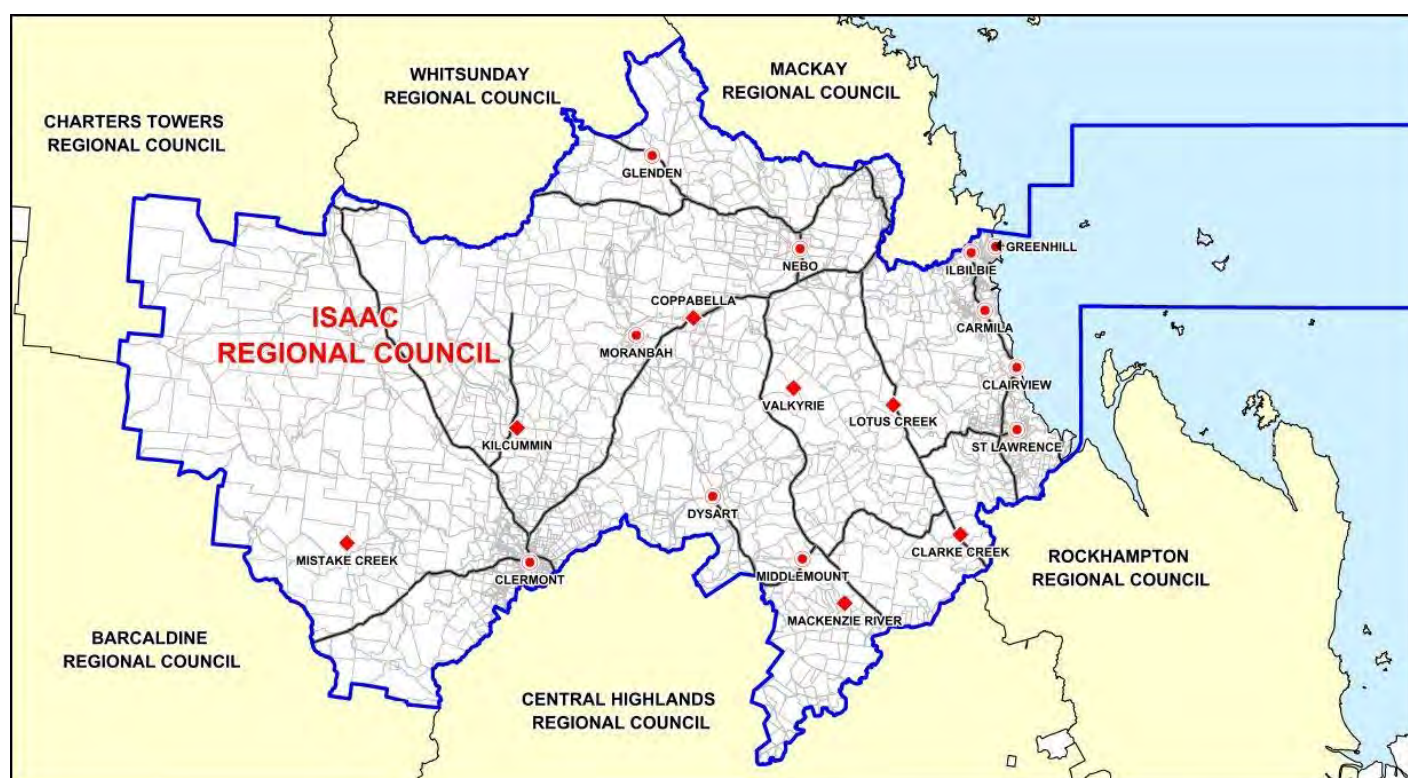 WHITSUNDAY
REGIONAL COUNCIL
MACKAY
REGIONAL COUNCIL
CHARTERS TOWERS
REGIONAL COUNCIL
GLENDEN
GREENHILL
NEBO
ILBILBIE
COPPABELLA
ISAAC
REGIONAL COUNCIL
CARMILA
MORANBAH
CLAIRVIEW
VALKYRIE
LOTUS CREEK
KILCUMMIN
ST LAWRENCE
DYSART
CLARKE CREEK
MISTAKE CREEK
CLERMONT
MIDDLEMOUNT
ROCKHAMPTON
REGIONAL COUNCIL
MACKENZIE RIVER
BARCALDINE
REGIONAL COUNCIL
CENTRAL HIGHLANDS
REGIONAL COUNCIL